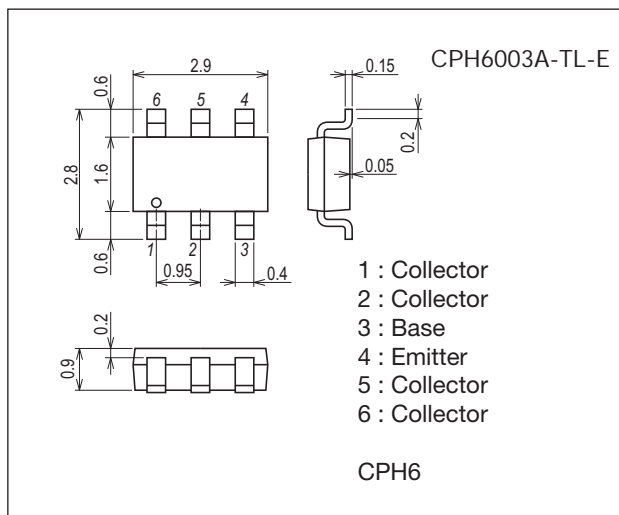 CPH6003A-TL-E
2.9
0.15
0.6
6
5
4
0.2
2.8
1.6
0.05
0.6
1
2
3
0.95
0.4
1 : Collector
2 : Collector
3 : Base
4 : Emitter
5 : Collector
6 : Collector
0.2
0.9
CPH6